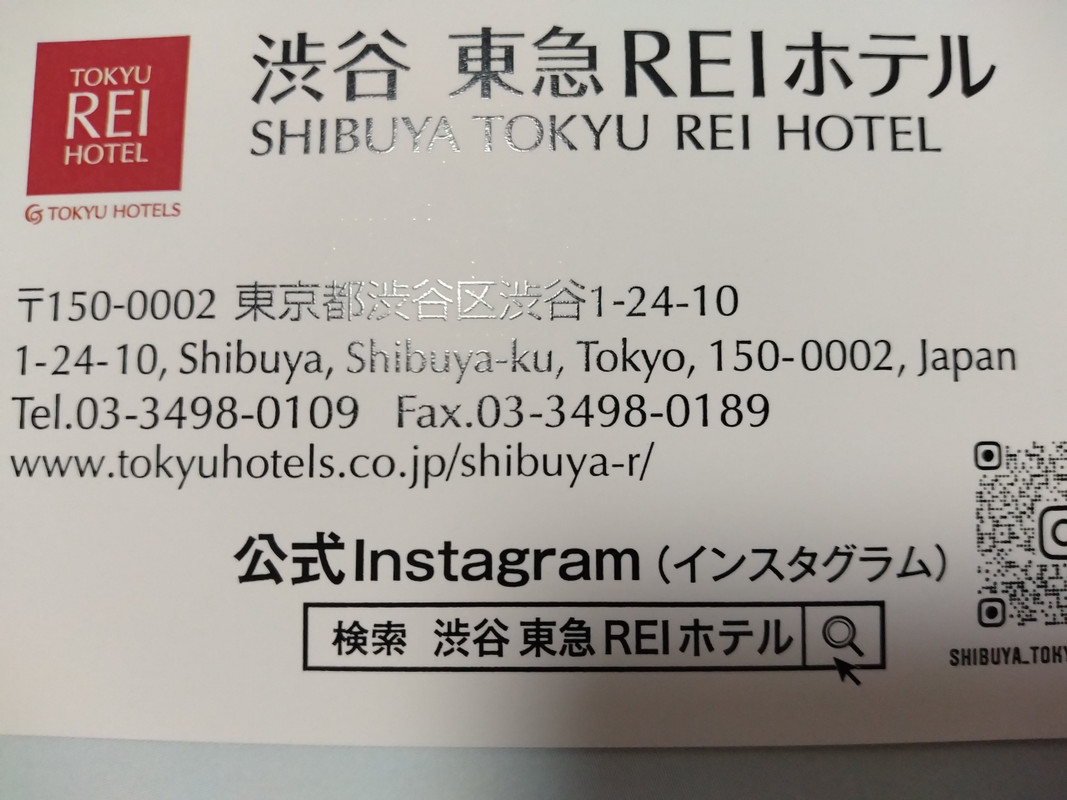 TOKYU
REI
HOTEL
TOKYU HOTELS
渋谷 東急REIホテル
SHIBUYA TOKYU REI HOTEL
〒150-0002 東京都渋谷区渋谷1-24-10
1-24-10, Shibuya, Shibuya-ku, Tokyo, 150-0002, Japan
Tel.03-3498-0109 Fax.03-3498-0189
www.tokyuhotels.co.jp/shibuya-r/
公式Instagram(インスタグラム)
検索 渋谷 東急REIホテル
SHIBUYA_TOKY